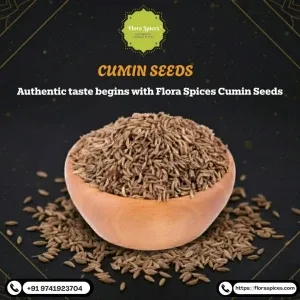 Flora Spices
CUMIN SEEDS
Authentic taste begins with Flora Spices Cumin Seeds
+91 9741923704
https://floraspices.com